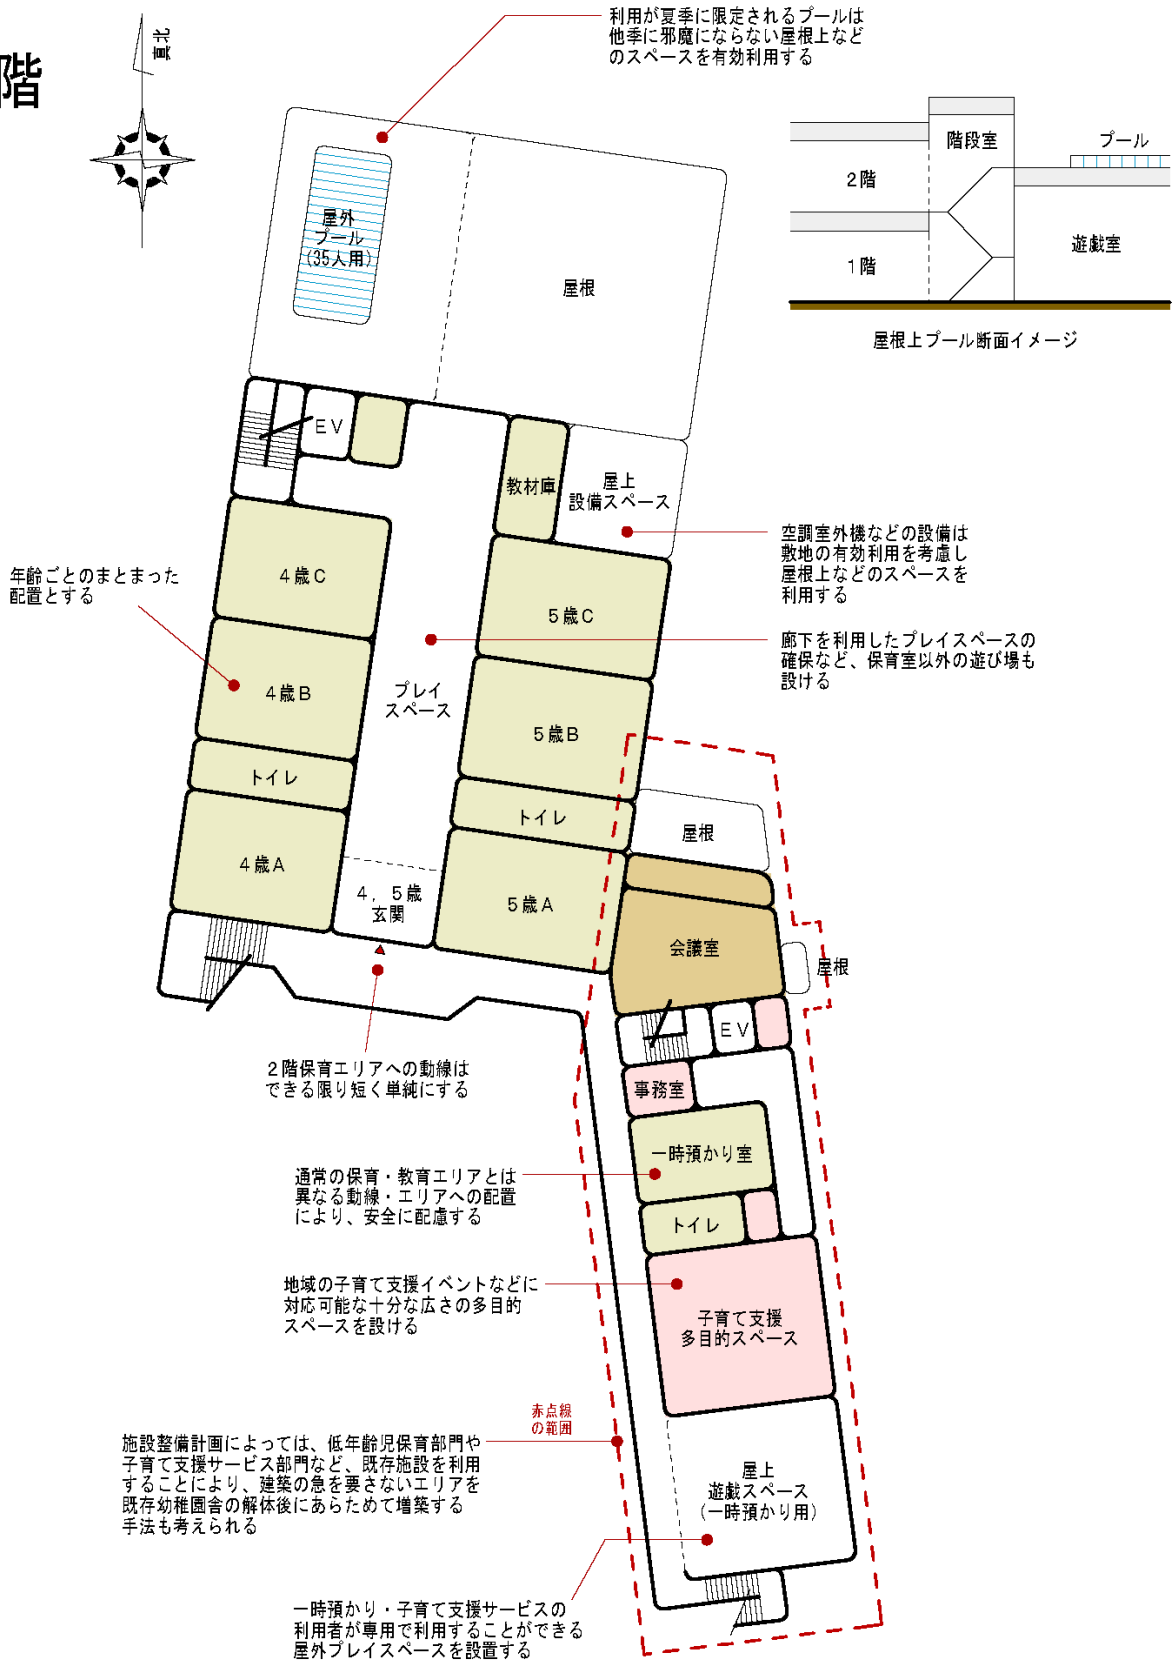 階
真北
利用が夏季に限定されるプールは
他季に邪魔にならない屋根上など
のスペースを有効利用する
階段室
プール
2階
1階
遊戯室
屋根上プール断面イメージ
屋外
プール
(35人用)
屋根
EV
教材庫
屋上
設備スペース
空調室外機などの設備は
敷地の有効利用を考慮し
屋根上などのスペースを
利用する
年齢ごとのまとまった
配置とする
4歳C
5歳C
廊下を利用したプレイスペースの
確保など、保育室以外の遊び場も
設ける
4歳B
プレイ
スペース
5歳B
トイレ
トイレ
屋根
4歳A
4,5歳
玄関
5歳A
会議室
屋根
EV
2階保育エリアへの動線は
できる限り短く単純にする
事務室
一時預かり室
通常の保育・教育エリアとは
異なる動線・エリアへの配置
により、安全に配慮する
トイレ
地域の子育て支援イベントなどに
対応可能な十分な広さの多目的
スペースを設ける
子育て支援
多目的スペース
赤点線
の範囲
施設整備計画によっては、低年齢児保育部門や
子育て支援サービス部門など、既存施設を利用
することにより、建築の急を要さないエリアを
既存幼稚園舎の解体後にあらためて増築する
手法も考えられる
屋上
遊戯スペース
(一時預かり用)
一時預かり・子育て支援サービスの
利用者が専用で利用することができる
屋外プレイスペースを設置する